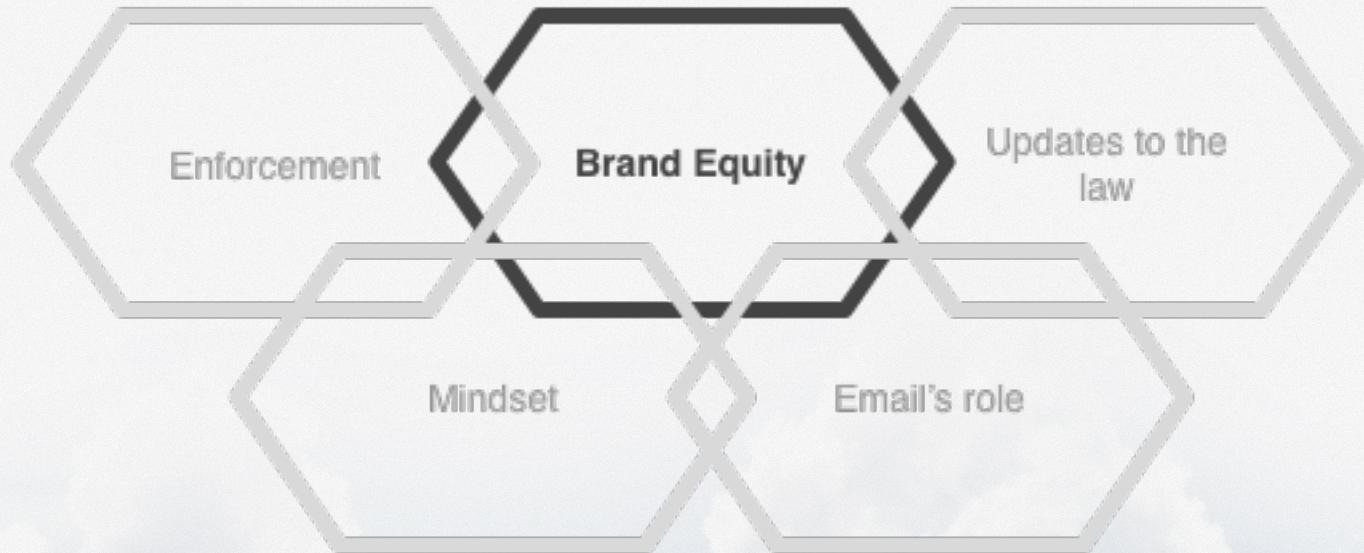 Enforcement
Brand Equity
Updates to the
law
Mindset
Email's role